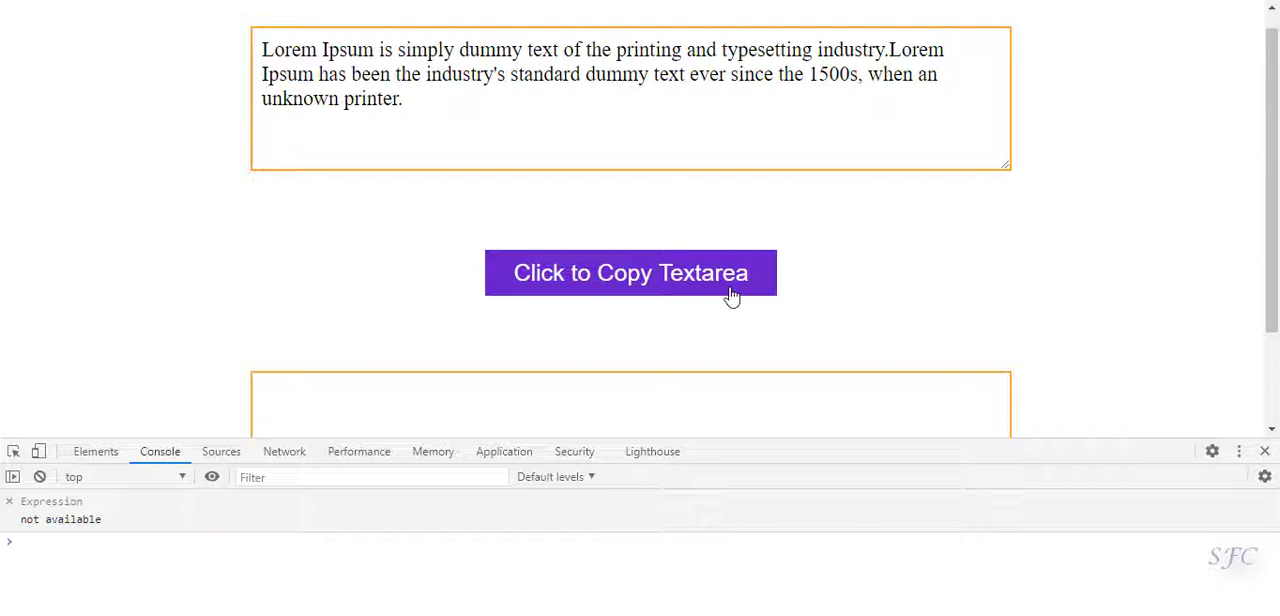 Lorem Ipsum is simply dummy text of the printing and typesetting industry.Lorem
Ipsum has been the industry's standard dummy text ever since the 1500s, when an
unknown printer.
Click to Copy Textarea
Elements Console Sources Network Performance Memory Application Security Lighthouse
top Filter Default levels
Expression
not available
SFC